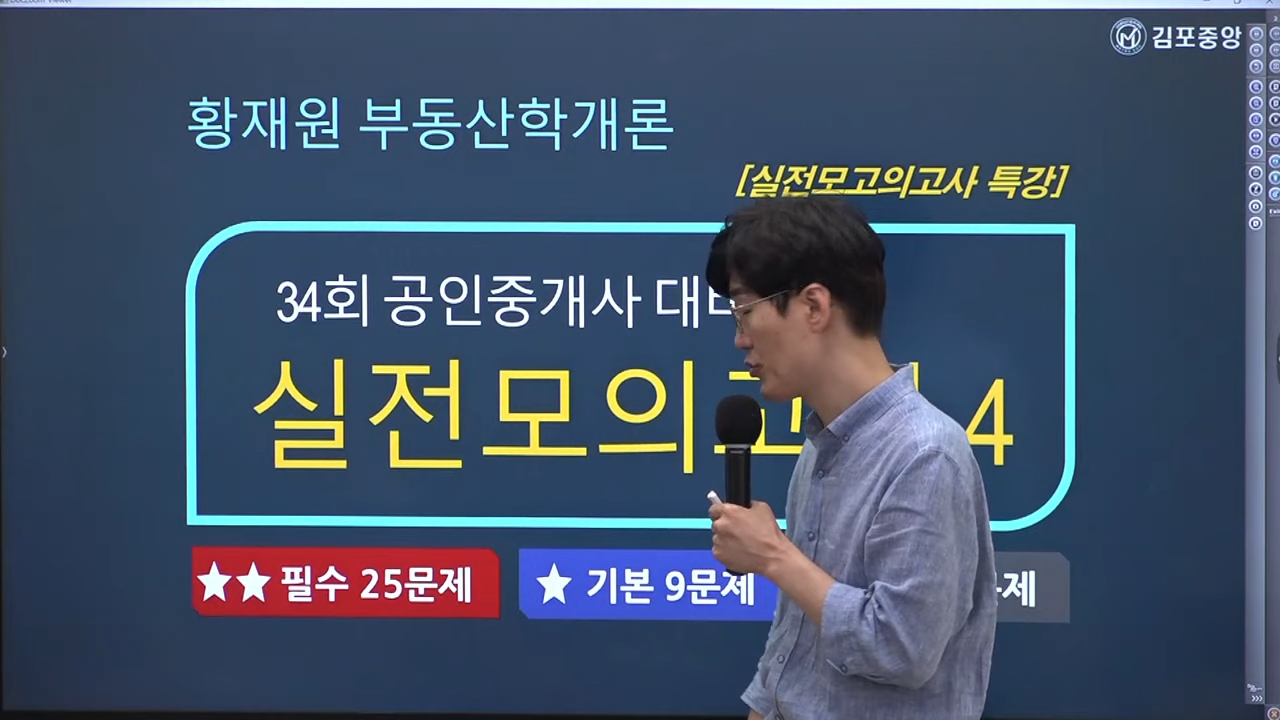 김포중앙
황재원 부동산학개론
[실전모고의고사 특강]
34회 공인중개사
실전모의고 4
★★ 필수 25문제
★ 기본 9문제
제